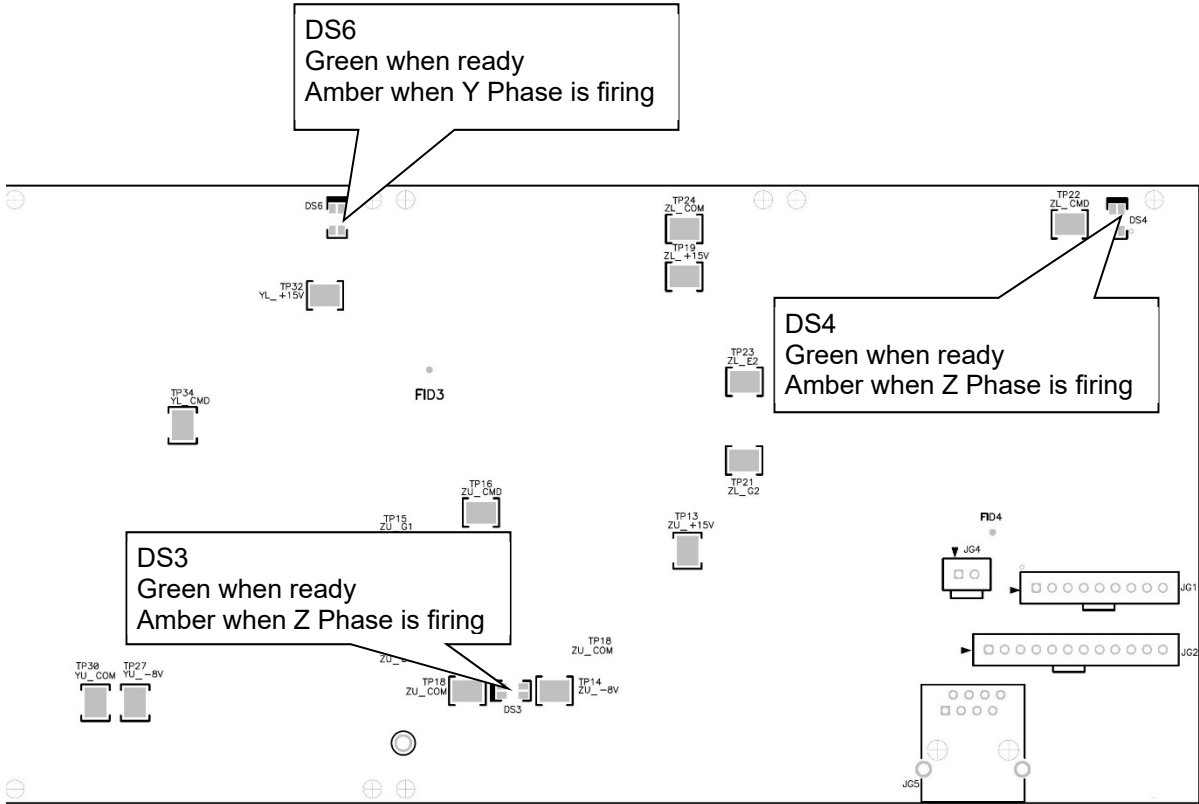 DS6
Green when ready
Amber when Y Phase is firing
DS6
TP24
ZL_COM
TP22
ZL_CMD
DS4
TP19
ZL_+15V
TP32
YL_+15V
DS4
Green when ready
Amber when Z Phase is firing
TP23
ZL_E2
FID3
TP34
YL_CMD
TP16
ZU_CMD
TP21
ZL_G2
TP15
ZU_G1
TP13
ZU_+15V
FID4
DS3
Green when ready
Amber when Z Phase is firing
JG4
JG1
TP18
ZU_COM
JG2
TP30
YU_COM
TP27
YU_-8V
TP18
ZU_COM
TP14
ZU_-8V
DS3
JG5